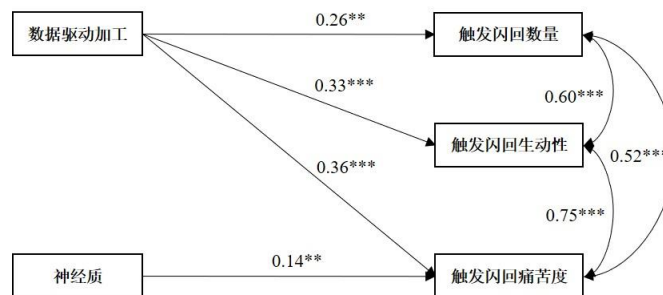 数据驱动加工
0.26**
触发闪回数量
0.33***
0.60***
触发闪回生动性
0.52***
0.36***
0.75***
神经质
0.14**
触发闪回痛苦度